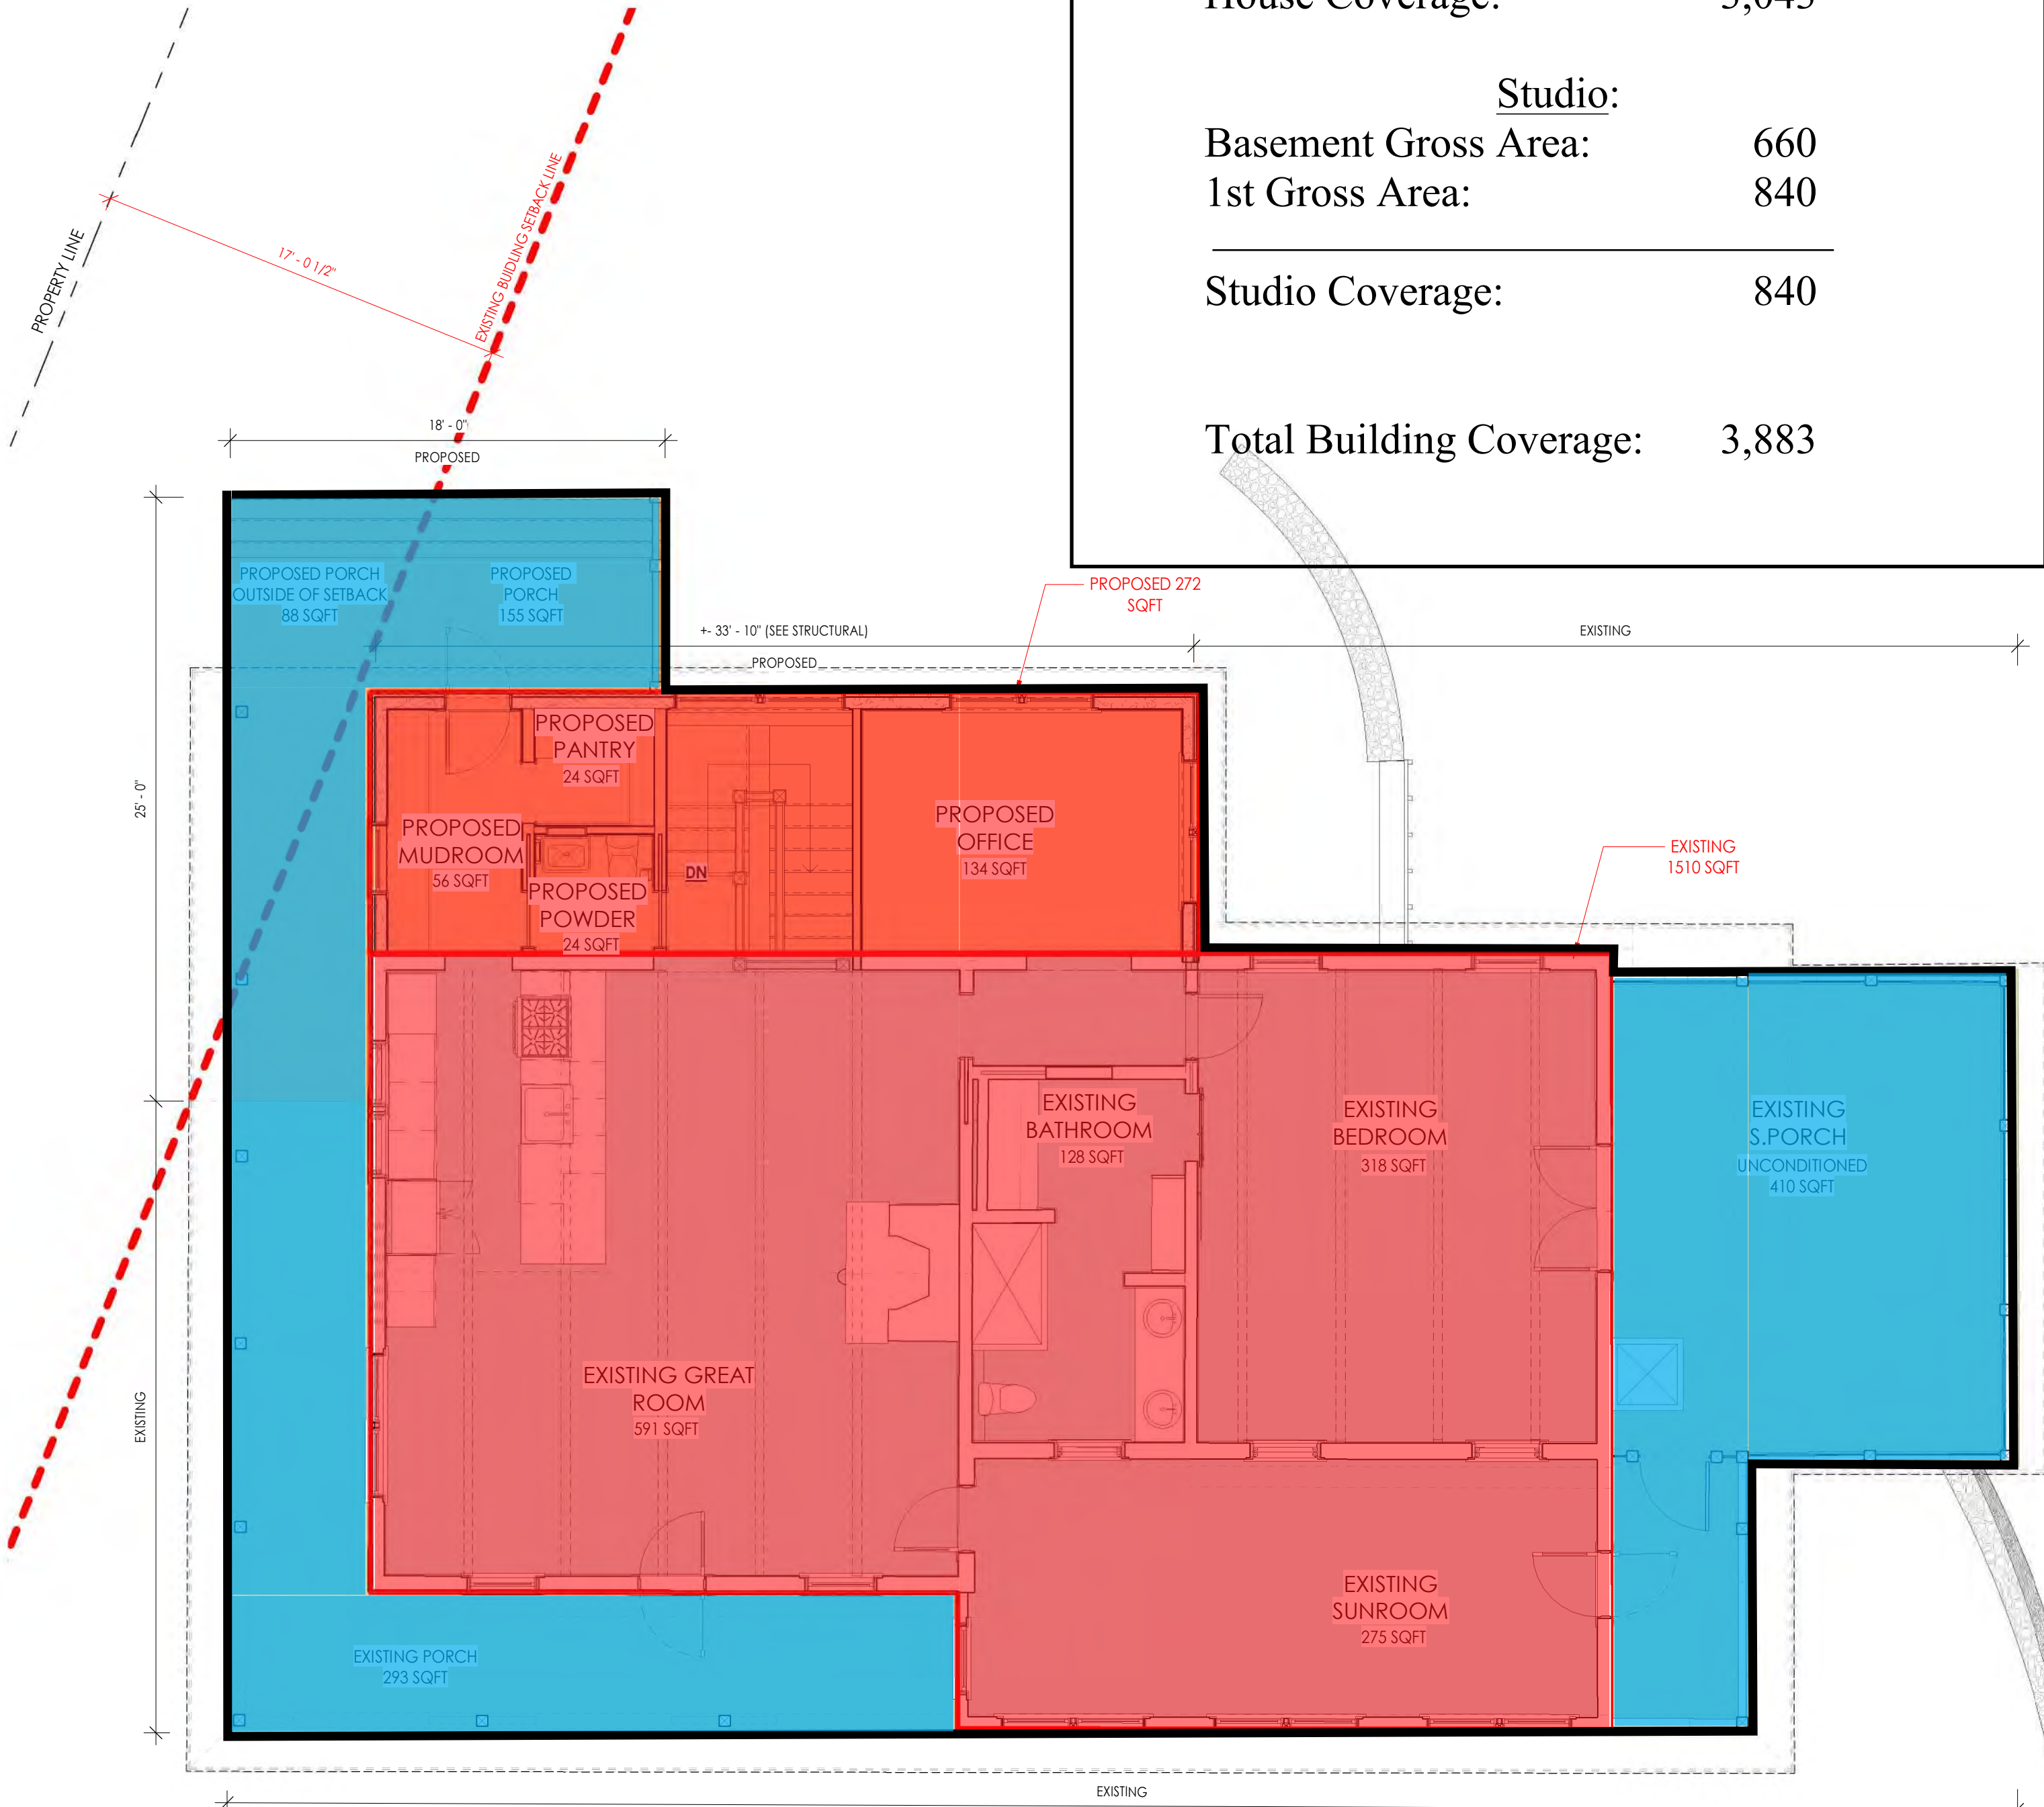 House Coverage: 3,043
Studio:
Basement Gross Area: 660
1st Gross Area: 840
Studio Coverage: 840
Total Building Coverage: 3,883
PROPERTY LINE
17' - 0 1/2"
EXISTING BUIDLING SETBACK LINE
18' - 0"
PROPOSED
PROPOSED PORCH
OUTSIDE OF SETBACK
88 SQFT
PROPOSED
PORCH
155 SQFT
PROPOSED 272
SQFT
+- 33' - 10" (SEE STRUCTURAL)
PROPOSED
EXISTING
25' - 0"
PROPOSED
PANTRY
24 SQFT
PROPOSED
MUDROOM
56 SQFT
PROPOSED
POWDER
24 SQFT
DN
PROPOSED
OFFICE
134 SQFT
EXISTING
1510 SQFT
EXISTING
BATHROOM
128 SQFT
EXISTING
BEDROOM
318 SQFT
EXISTING
S.PORCH
UNCONDITIONED
410 SQFT
EXISTING GREAT
ROOM
591 SQFT
EXISTING
EXISTING
SUNROOM
275 SQFT
EXISTING PORCH
293 SQFT
EXISTING